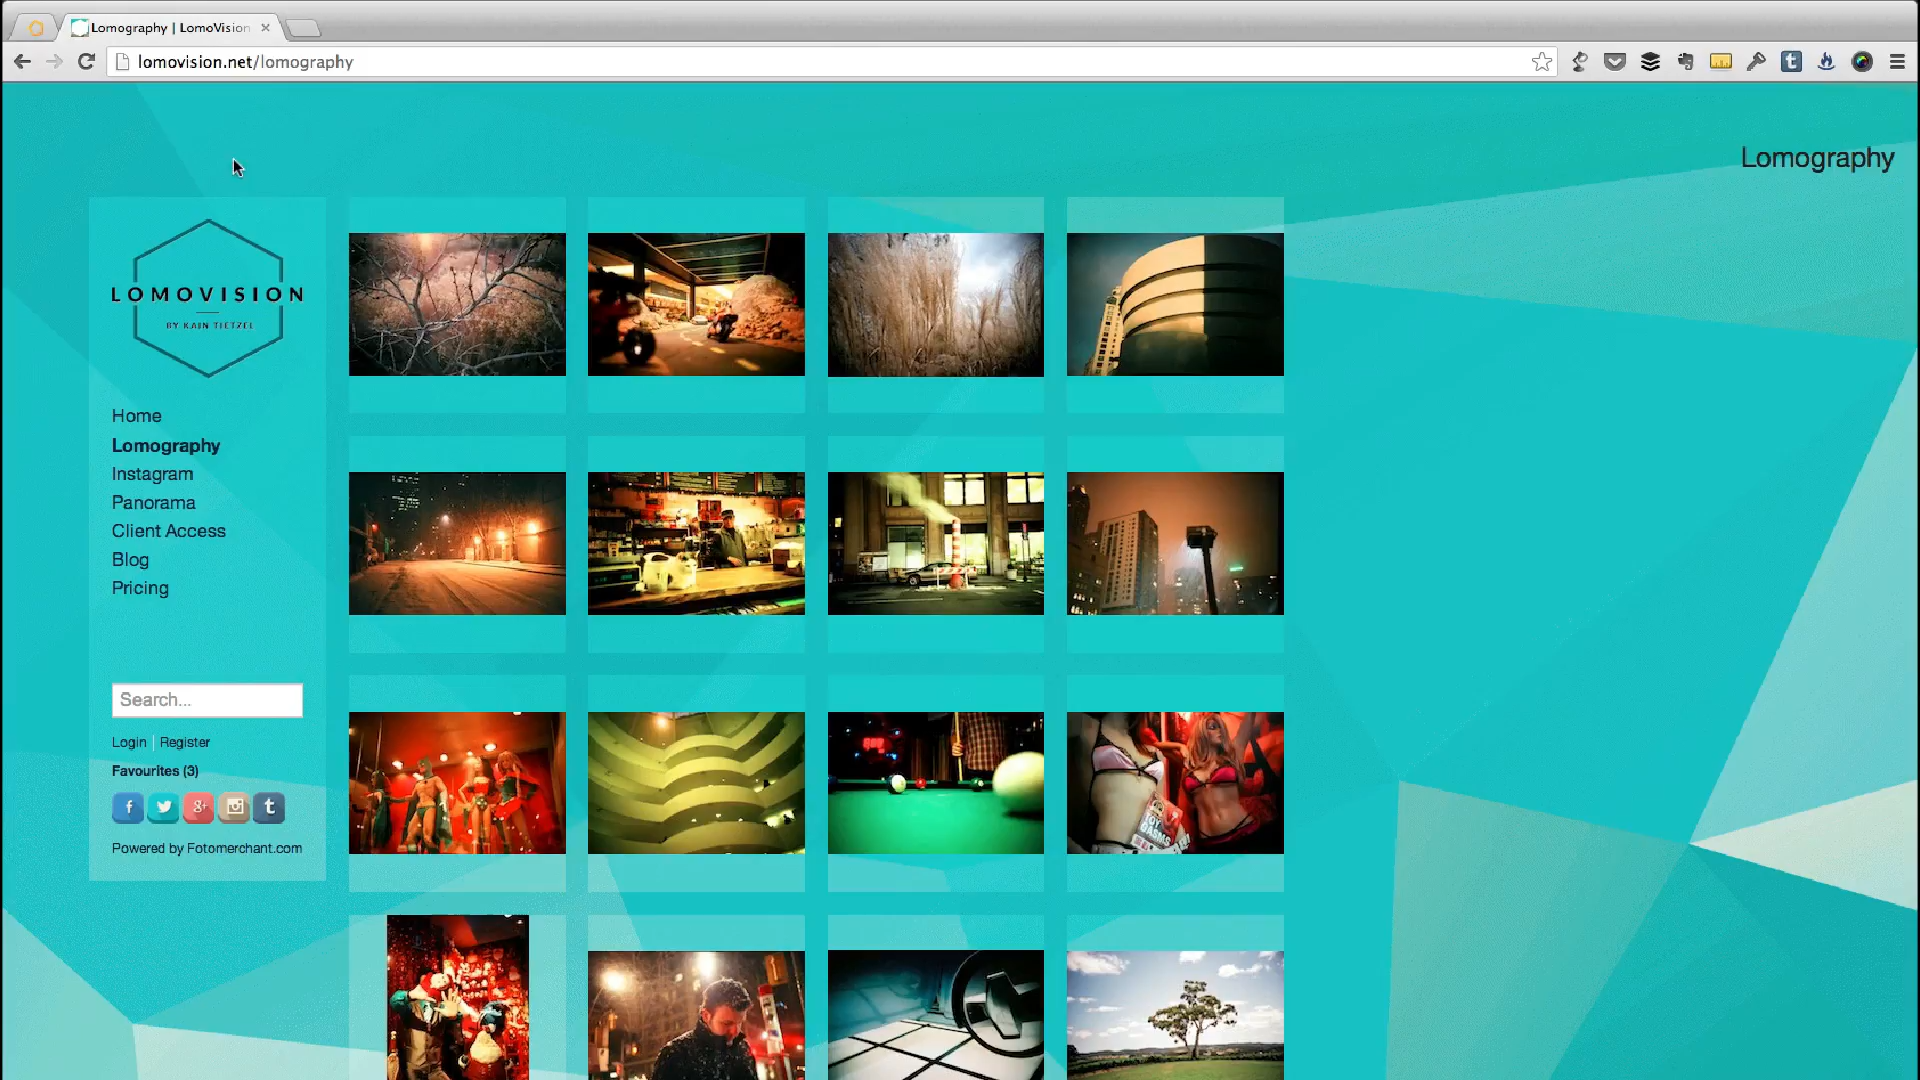 Lomography | LomoVision
lomovision.net/lomography
Lomography
LOMOVISION
BY KAIN TIETZEL
Home
Lomography
Instagram
Panorama
Client Access
Blog
Pricing
Search...
Login | Register
Favourites (3)
Powered by Fotomerchant.com